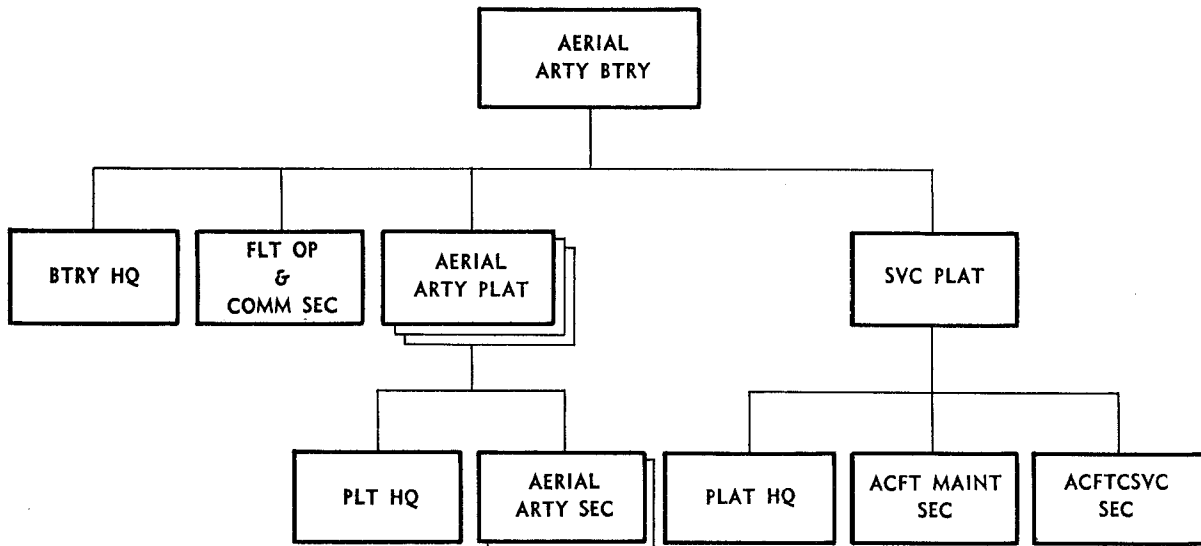 AERIAL
ARTY BTRY
BTRY HQ
FLT OP
&
COMM SEC
AERIAL
ARTY PLAT
SVC PLAT
PLT HQ
AERIAL
ARTY SEC
PLAT HQ
ACFT MAINT
SEC
ACFTCSVC
SEC